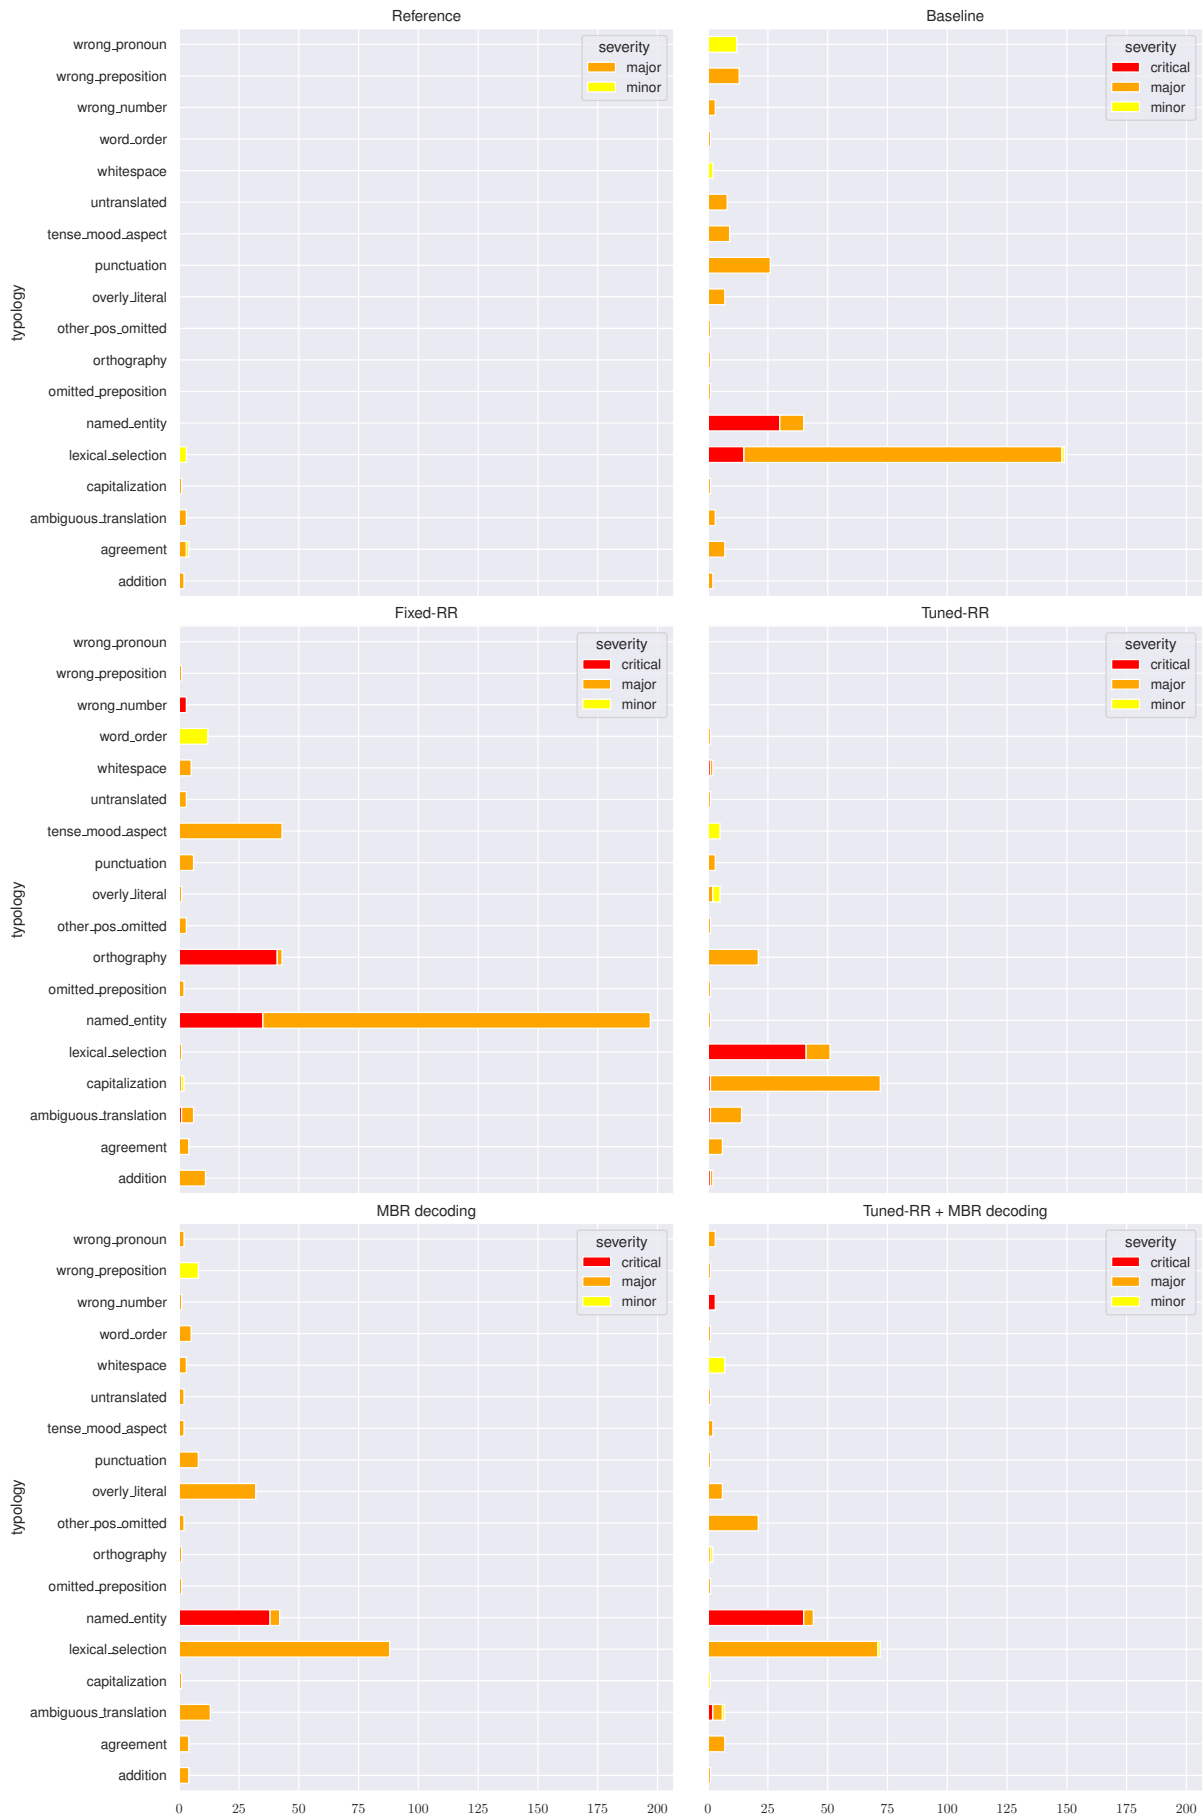 Reference
Baseline
wrong_pronoun
wrong_preposition
wrong_number
word_order
whitespace
untranslated
tense_mood_aspect
punctuation
overly_literal
other_pos_omitted
orthography
omitted_preposition
named_entity
lexical_selection
capitalization
ambiguous_translation
agreement
addition
typology
severity
major
minor
severity
critical
major
minor
Fixed-RR
Tuned-RR
wrong_pronoun
wrong_preposition
wrong_number
word_order
whitespace
untranslated
tense_mood_aspect
punctuation
overly_literal
other_pos_omitted
orthography
omitted_preposition
named_entity
lexical_selection
capitalization
ambiguous_translation
agreement
addition
typology
severity
critical
major
minor
severity
critical
major
minor
MBR decoding
Tuned-RR + MBR decoding
wrong_pronoun
wrong_preposition
wrong_number
word_order
whitespace
untranslated
tense_mood_aspect
punctuation
overly_literal
other_pos_omitted
orthography
omitted_preposition
named_entity
lexical_selection
capitalization
ambiguous_translation
agreement
addition
typology
severity
critical
major
minor
severity
critical
major
minor
0 25 50 75 100 125 150 175 200
0 25 50 75 100 125 150 175 200